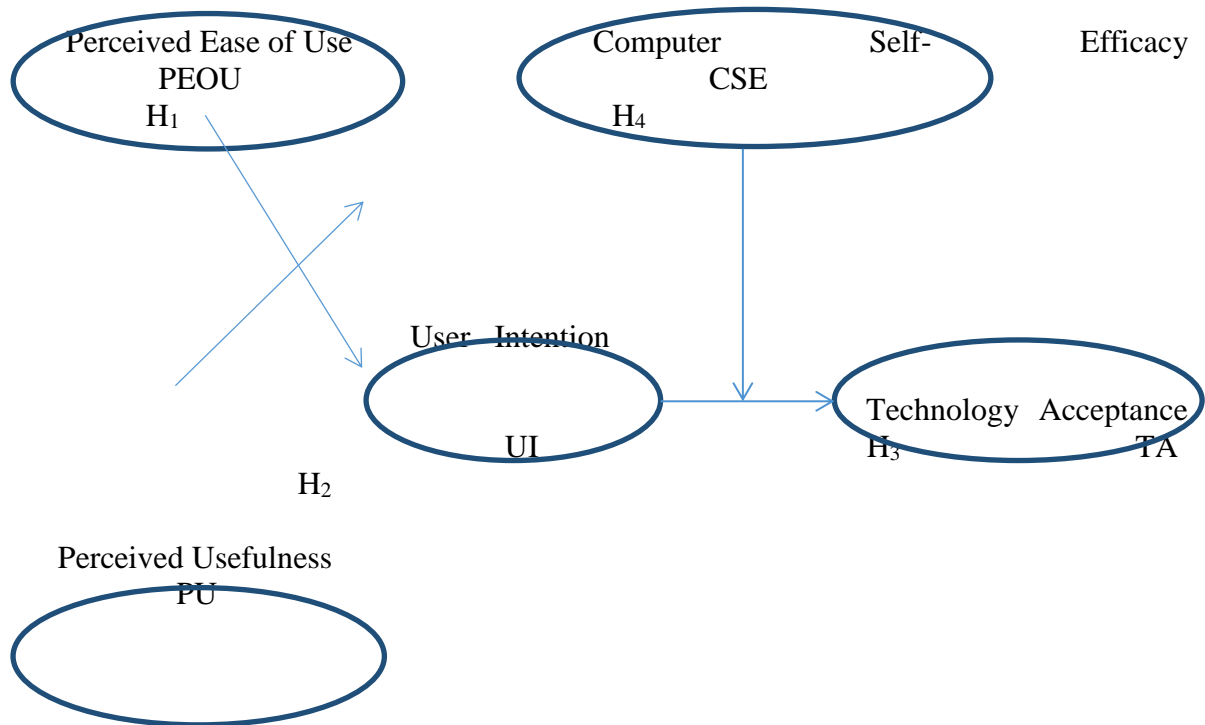 Perceived Ease of Use
PEOU
H₁
Computer Self- Efficacy
CSE
H₄
User Intention
UI
Technology Acceptance
H₃ TA
H₂
Perceived Usefulness
PU